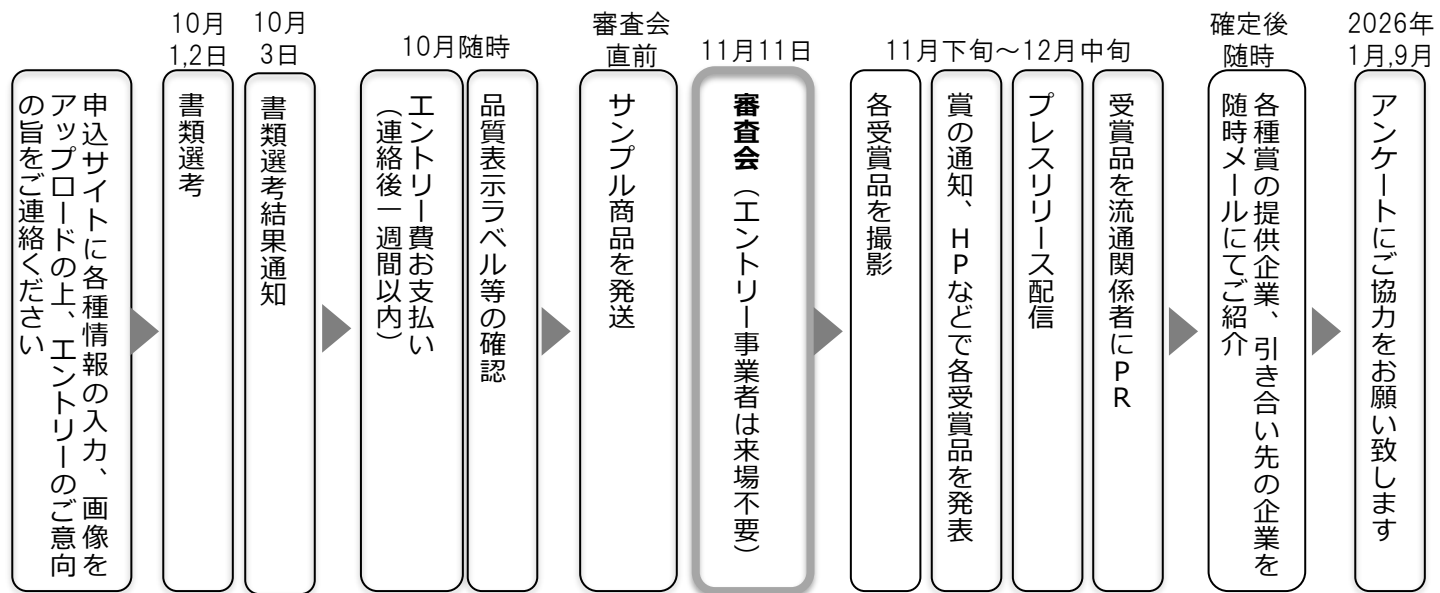 申込サイトに各種情報の入力、画像を
アップロードの上、エントリーのご意向
の旨をご連絡ください
10月
1,2日
書類選考
10月
3日
書類選考結果通知
10月随時
エントリー費お支払い
（連絡後一週間以内）
品質表示ラベル等の確認
審査会
直前
サンプル商品を発送
11月11日
審査会（エントリー事業者は来場不要）
11月下旬～12月中旬
各受賞品を撮影
賞の通知、HPなどで各受賞品を発表
プレスリリース配信
受賞品を流通関係者にPR
確定後
随時
各種賞の提供企業、引き合い先の企業を
随時メールにてご紹介
2026年
1月,9月
アンケートにご協力をお願い致します